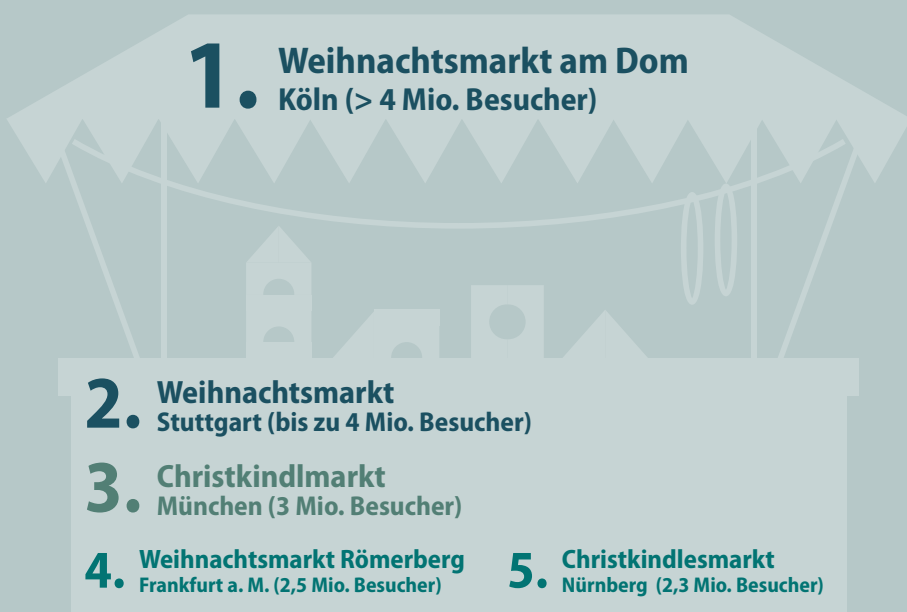 1. Weihnachtsmarkt am Dom
Köln (> 4 Mio. Besucher)
2. Weihnachtsmarkt
Stuttgart (bis zu 4 Mio. Besucher)
3. Christkindlmarkt
München (3 Mio. Besucher)
4. Weihnachtsmarkt Römerberg
Frankfurt a. M. (2,5 Mio. Besucher)
5. Christkindlesmarkt
Nürnberg (2,3 Mio. Besucher)